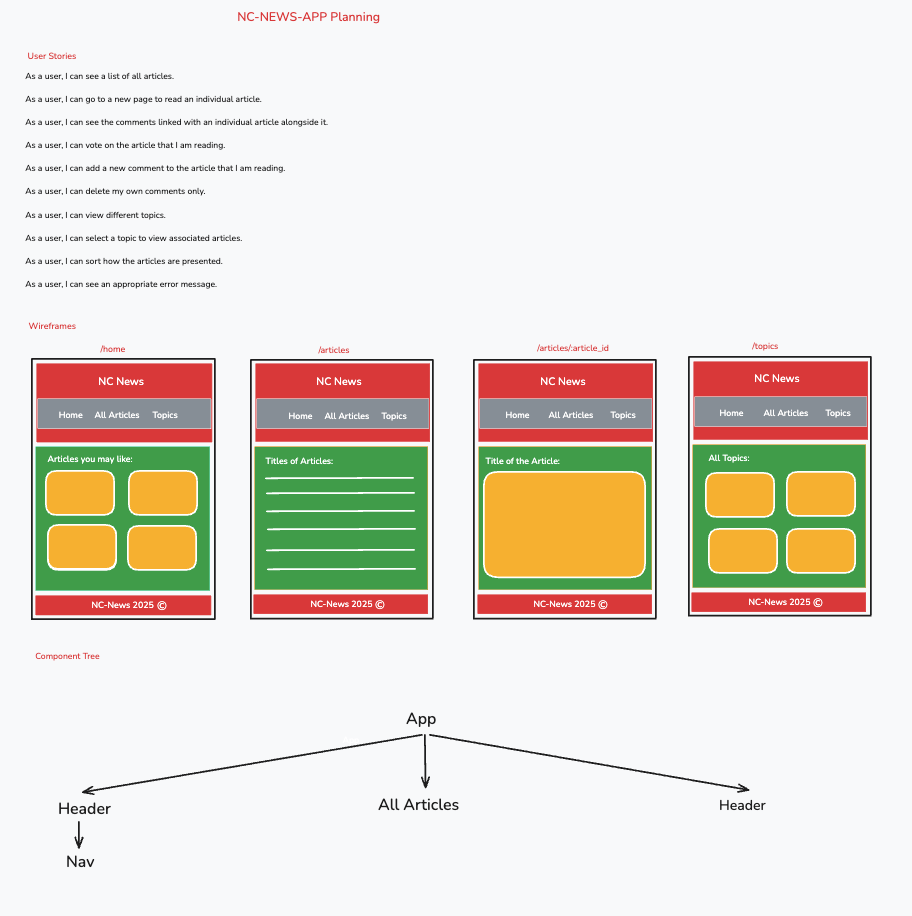 NC-NEWS-APP Planning
User Stories
As a user, I can see a list of all articles.
As a user, I can go to a new page to read an individual article.
As a user, I can see the comments linked with an individual article alongside it.
As a user, I can vote on the article that I am reading.
As a user, I can add a new comment to the article that I am reading.
As a user, I can delete my own comments only.
As a user, I can view different topics.
As a user, I can select a topic to view associated articles.
As a user, I can sort how the articles are presented.
As a user, I can see an appropriate error message.
Wireframes
/home
NC News
Home All Articles Topics
Articles you may like:
NC-News 2025 ©
/articles
NC News
Home All Articles Topics
Titles of Articles:
NC-News 2025 ©
/articles/:article_id
NC News
Home All Articles Topics
Title of the Article:
NC-News 2025 ©
/topics
NC News
Home All Articles Topics
All Topics:
NC-News 2025 ©
Component Tree
App
Header
All Articles
Header
Nav